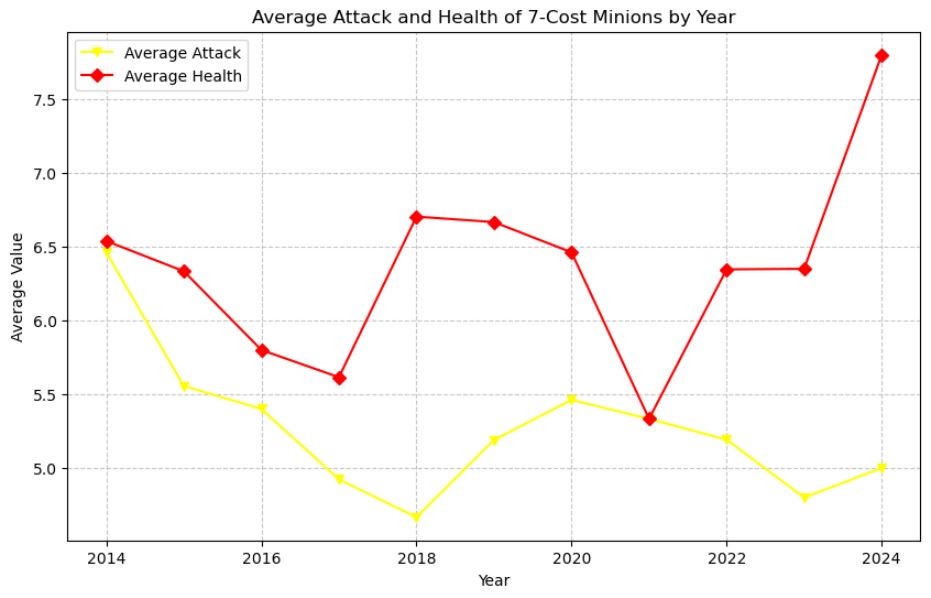 Average Attack and Health of 7-Cost Minions by Year
Average Attack
Average Health
Average Value
7.5
7.0
6.5
6.0
5.5
5.0
2014
2016
2018
2020
2022
2024
Year